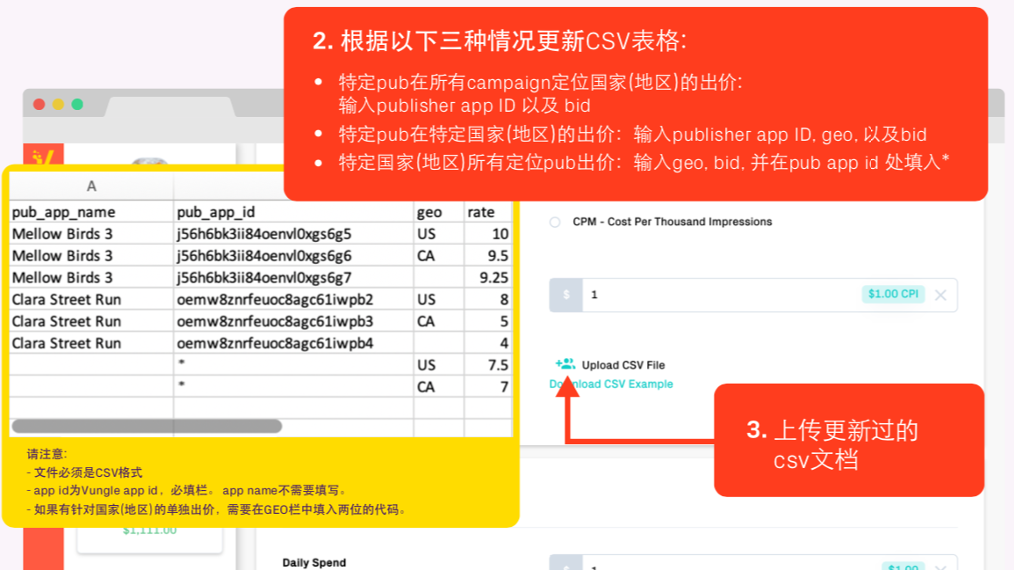 2. 根据以下三种情况更新CSV表格:
• 特定pub在所有campaign定位国家(地区)的出价:
输入publisher app ID 以及 bid
• 特定pub在特定国家(地区)的出价: 输入publisher app ID, geo, 以及bid
• 特定国家(地区)所有定位pub出价: 输入geo, bid, 并在pub app id 处填入*
A
pub_app_name pub_app_id geo rate
Mellow Birds 3 j56h6bk3ii84oenvl0xgs6g5 US 10
Mellow Birds 3 j56h6bk3ii84oenvl0xgs6g6 CA 9.5
Mellow Birds 3 j56h6bk3ii84oenvl0xgs6g7 9.25
Clara Street Run oemw8znrfeuoc8agc61iwpb2 US 8
Clara Street Run oemw8znrfeuoc8agc61iwpb3 CA 5
Clara Street Run oemw8znrfeuoc8agc61iwpb4 4
* US 7.5
* CA 7
请注意:
- 文件必须是CSV格式
- app id为Vungle app id，必填栏。 app name不需要填写。
- 如果有针对国家(地区)的单独出价，需要在GEO栏中填入两位的代码。
$1,111.00
CPM - Cost Per Thousand Impressions
$ 1 $1.00 CPI
Upload CSV File
Download CSV Example
3. 上传更新过的
csv文档
Daily Spend
$ 1 $1.00